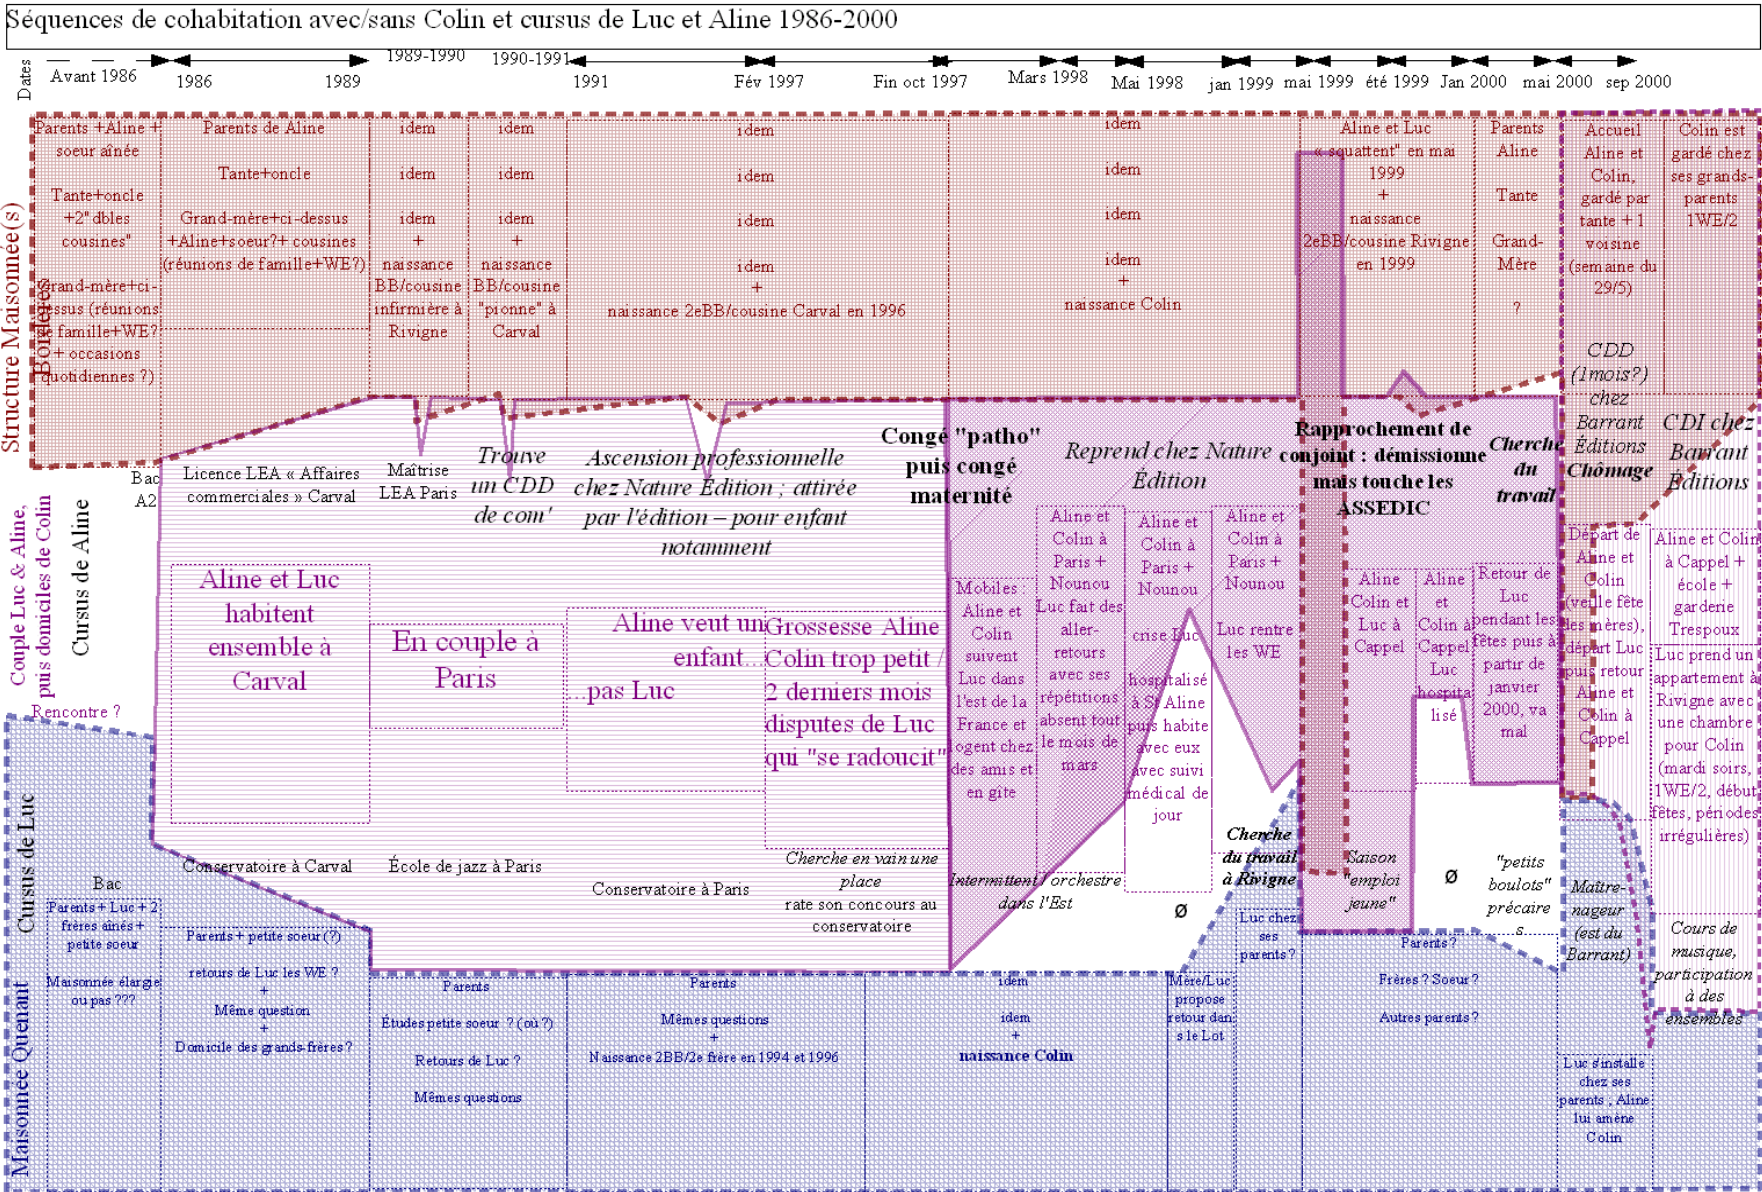 Séquences de cohabitation avec/sans Colin et cursus de Luc et Aline 1986-2000
Dates
Avant 1986
1986
1989
1989-1990
1990-1991
1991
Fév 1997
Fin oct 1997
Mars 1998
Mai 1998
jan 1999
mai 1999
été 1999
Jan 2000
mai 2000
sep 2000
Structure Maisonnée(s)
Parents +Aline +
soeur aînée
Tante+oncle
+2" dbles
cousines"
Grand-mère+ci-
dessus (réunions
de famille+WE?
+ occasions
quotidiennes ?)
Parents de Aline
Tante+oncle
Grand-mère+ci-dessus
+Aline+soeur?+ cousines
(réunions de famille+WE?)
idem
idem
idem
+
naissance
BB/cousine
infirmière à
Rivigne
idem
idem
idem
+
naissance
BB/cousine
"pionne" à
Carval
idem
idem
idem
idem
+
naissance 2eBB/cousine Carval en 1996
idem
idem
idem
idem
+
naissance Colin
Aline et Luc
« squattent" en mai
1999
+
naissance
2eBB/cousine Rivigne
en 1999
Parents
Aline
Tante
Grand-
Mère
?
Accueil
Aline et
Colin,
gardé par
tante + 1
voisine
(semaine du
29/5)
Colin est
gardé chez
ses grands-
parents
1WE/2
Couple Luc & Aline,
puis domiciles de Colin
Cursus de Aline
Bac
A2
Licence LEA « Affaires
commerciales » Carval
Maîtrise
LEA Paris
Trouve
un CDD
de com'
Ascension professionnelle
chez Nature Édition ; attirée
par l'édition – pour enfant
notamment
Congé "patho"
puis congé
maternité
Reprend chez Nature
Édition
Rapprochement de
conjoint : démissionne
mais touche les
ASSEDIC
Cherche
du
travail
CDD
(1mois?)
chez
Barrant
Éditions
Chômage
CDI chez
Barrant
Éditions
Rencontre ?
Aline et Luc
habitent
ensemble à
Carval
En couple à
Paris
Aline veut un
enfant...
...pas Luc
Grossesse Aline
Colin trop petit /
2 derniers mois
disputes de Luc
qui "se radoucit"
Mobiles :
Aline et
Colin
suivent
Luc dans
l'est de la
France et
logent chez
des amis et
en gite
Aline et
Colin à
Paris +
Nounou
Luc fait des
aller-
retours
avec ses
répétitions
absent tout
le mois de
mars
Aline et
Colin à
Paris +
Nounou
crise Luc
hospitalisé
à St Aline
puis habite
avec eux
avec suivi
médical de
jour
Aline et
Colin à
Paris +
Nounou
Luc rentre
les WE
Aline
Colin et
Luc à
Cappel
Aline
et
Colin à
Cappel
Luc
hospita
lisé
Retour de
Luc
pendant les
fêtes puis à
partir de
janvier
2000, va
mal
Départ de
Aline et
Colin
(veille fête
des mères),
départ Luc
puis retour
Aline et
Colin à
Cappel
Aline et Colin
à Cappel +
école +
garderie
Trespoux
Luc prend un
appartement à
Rivigne avec
une chambre
pour Colin
(mardi soirs,
1WE/2, début
fêtes, périodes
irrégulières)
Cursus de Luc
Bac
Conservatoire à Carval
École de jazz à Paris
Conservatoire à Paris
Cherche en vain une
place
rate son concours au
conservatoire
Intermittent / orchestre
dans l'Est
Ø
Cherche
du travail
à Rivigne
Saison
"emploi
jeune"
Ø
"petits
boulots"
précaire
s
Maître-
nageur
(est du
Barrant)
Cours de
musique,
participation
à des
ensembles
Maisonnée Quenant
Parents + Luc + 2
frères ainés +
petite soeur
Maisonnée élargie
ou pas ???
Parents + petite soeur (?)
retours de Luc les WE ?
+
Même question
+
Domicile des grands-frères ?
Parents
Études petite soeur ? (où ?)
Retours de Luc ?
Mêmes questions
Parents
Mêmes questions
+
Naissance 2BB/2e frère en 1994 et 1996
idem
idem
+
naissance Colin
Mère/Luc
propose
retour dan
s le Lot
Luc chez
ses
parents ?
Parents ?
Frères ? Soeur ?
Autres parents ?
Luc s'installe
chez ses
parents ; Aline
lui amène
Colin